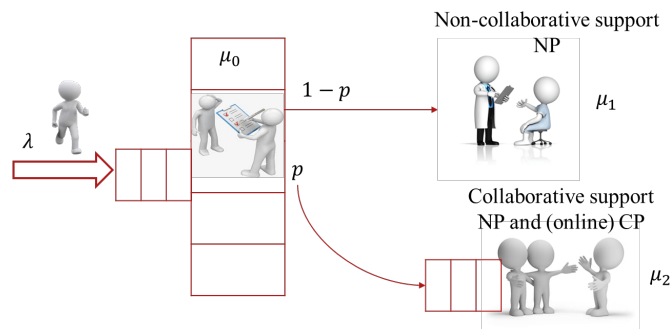 Non-collaborative support
NP
μ₀
1 − p
μ₁
λ
p
Collaborative support
NP and (online) CP
μ₂